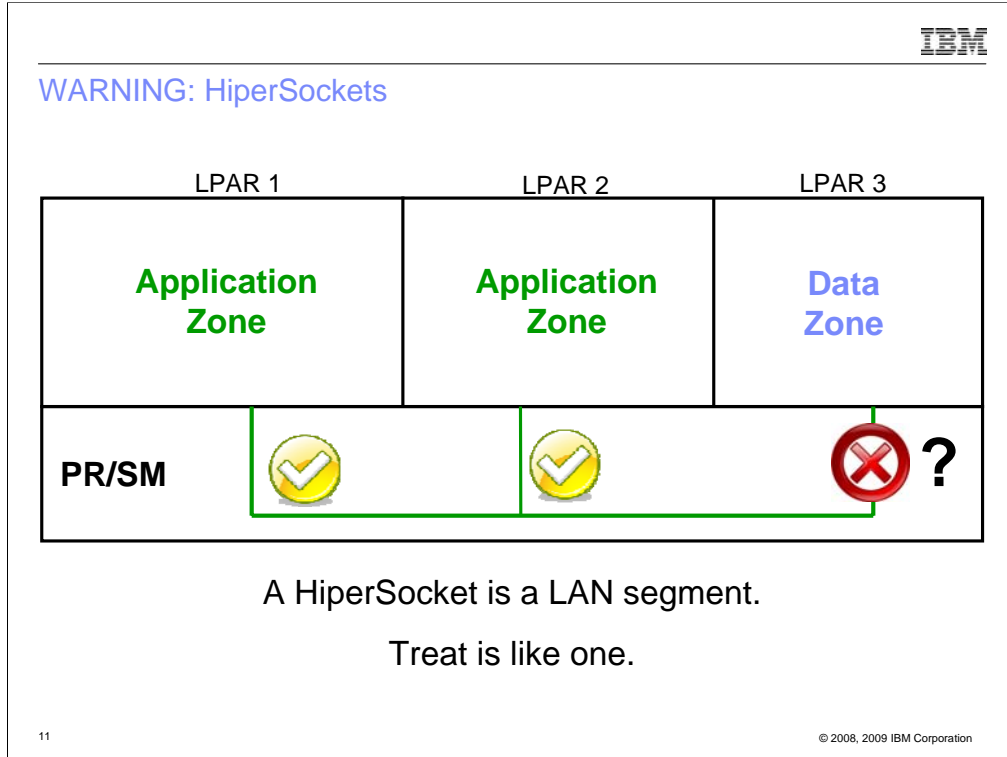 IBM
WARNING: HiperSockets
LPAR 1
LPAR 2
LPAR 3
Application
Zone
Application
Zone
Data
Zone
PR/SM
?
A HiperSocket is a LAN segment.
Treat is like one.
11
© 2008, 2009 IBM Corporation